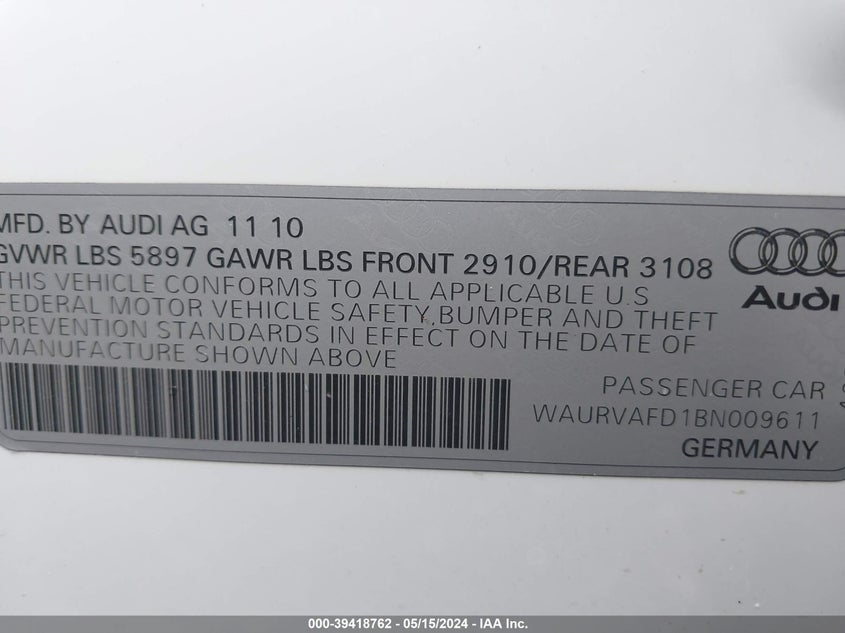 MFD. BY AUDI AG 11 10
GVWR LBS 5897 GAWR LBS FRONT 2910/REAR 3108
THIS VEHICLE CONFORMS TO ALL APPLICABLE U.S
FEDERAL MOTOR VEHICLE SAFETY, BUMPER AND THEFT
PREVENTION STANDARDS IN EFFECT ON THE DATE OF
MANUFACTURE SHOWN ABOVE
Audi
PASSENGER CAR
WAURVAFD1BN009611
GERMANY
000-39418762 - 05/15/2024 - IAA Inc.